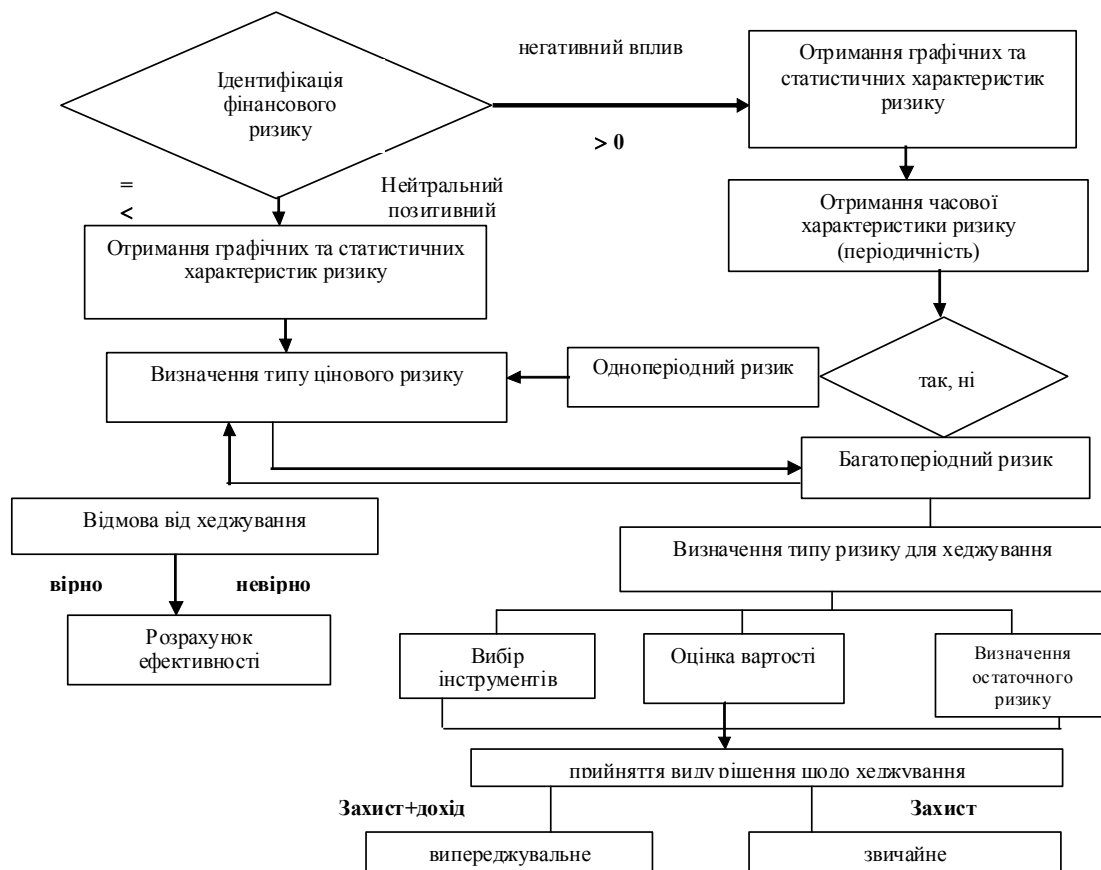 негативний вплив
Отримання графічних та
статистичних характеристик
ризику
Ідентифікація
фінансового
ризику
> 0
=
<
Нейтральний
позитивний
Отримання часової
характеристики ризику
(періодичність)
Отримання графічних та статистичних
характеристик ризику
Визначення типу цінового ризику
Одноперіодний ризик
так, ні
Багатоперіодний ризик
Відмова від хеджування
Визначення типу ризику для хеджування
вірно
невірно
Розрахунок
ефективності
Вибір
інструментів
Оцінка вартості
Визначення
остаточного
ризику
прийняття виду рішення щодо хеджування
Захист+дохід
Захист
випереджувальне
звичайне